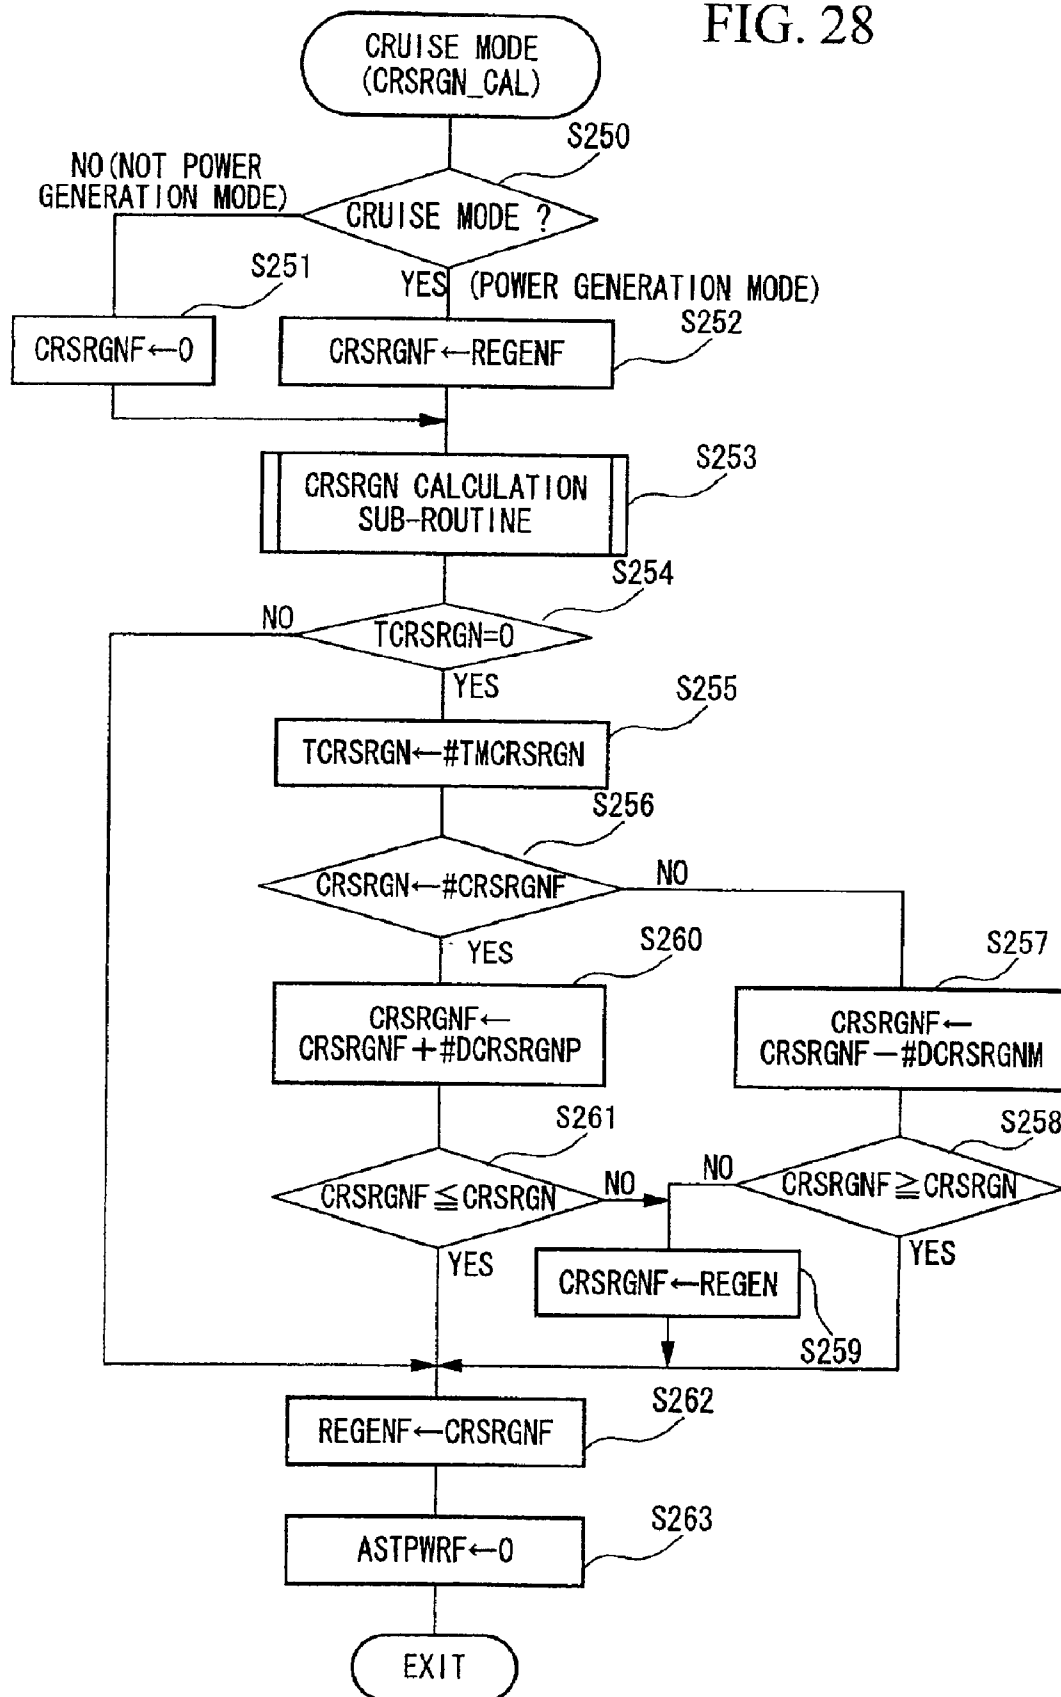 FIG. 28
CRUISE MODE
(CRSRGN_CAL)
S250
NO(NOT POWER
GENERATION MODE)
CRUISE MODE ?
YES (POWER GENERATION MODE)
S251
CRSRGNF←0
S252
CRSRGNF←REGENF
S253
CRSRGN CALCULATION
SUB-ROUTINE
S254
NO
TCRSRGN=0
YES
S255
TCRSRGN←#TMCRSRGN
S256
CRSRGN←#CRSRGNF
NO
YES
S260
CRSRGNF←
CRSRGNF+#DCRSRGNP
S257
CRSRGNF←
CRSRGNF-#DCRSRGNM
S261
CRSRGNF≦CRSRGN
NO
YES
S258
NO
CRSRGNF≧CRSRGN
YES
CRSRGNF←REGEN
S259
S262
REGENF←CRSRGNF
S263
ASTPWRF←0
EXIT